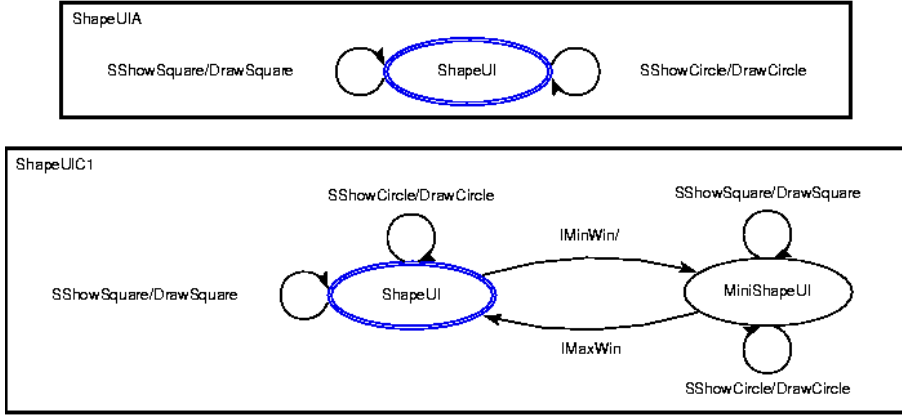 ShapeUIA
SShowSquare/DrawSquare
ShapeUI
SShowCircle/DrawCircle
ShapeUIC1
SShowCircle/DrawCircle
SShowSquare/DrawSquare
IMinWin/
SShowSquare/DrawSquare
ShapeUI
MiniShapeUI
IMaxWin
SShowCircle/DrawCircle